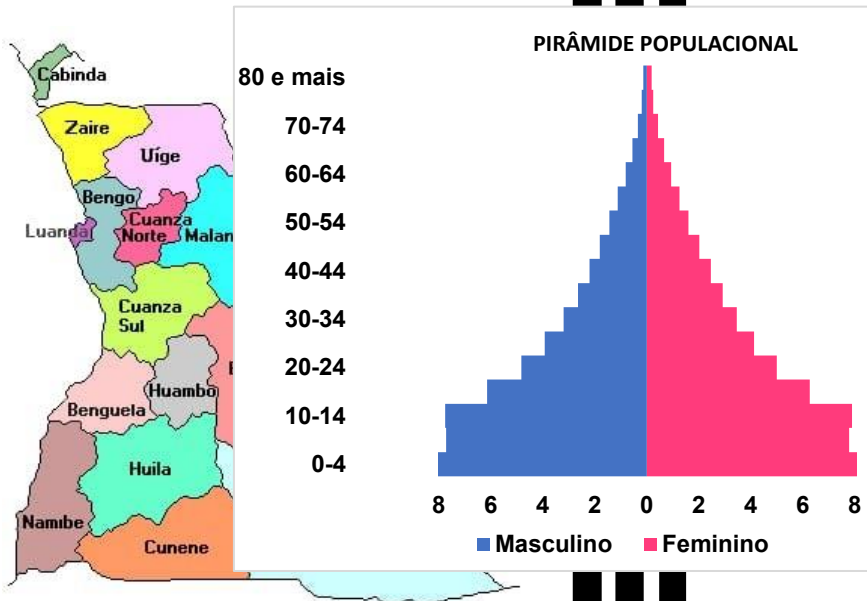 PIRÂMIDE POPULACIONAL
80 e mais
70-74
60-64
50-54
40-44
30-34
20-24
10-14
0-4
8 6 4 2 0 2 4 6 8
Masculino Feminino
Cabinda
Zaire
Uíge
Bengo
Luanda
Cuanza
Norte
Malan
Cuanza
Sul
Huambo
Benguela
Huila
Namibe
Cunene